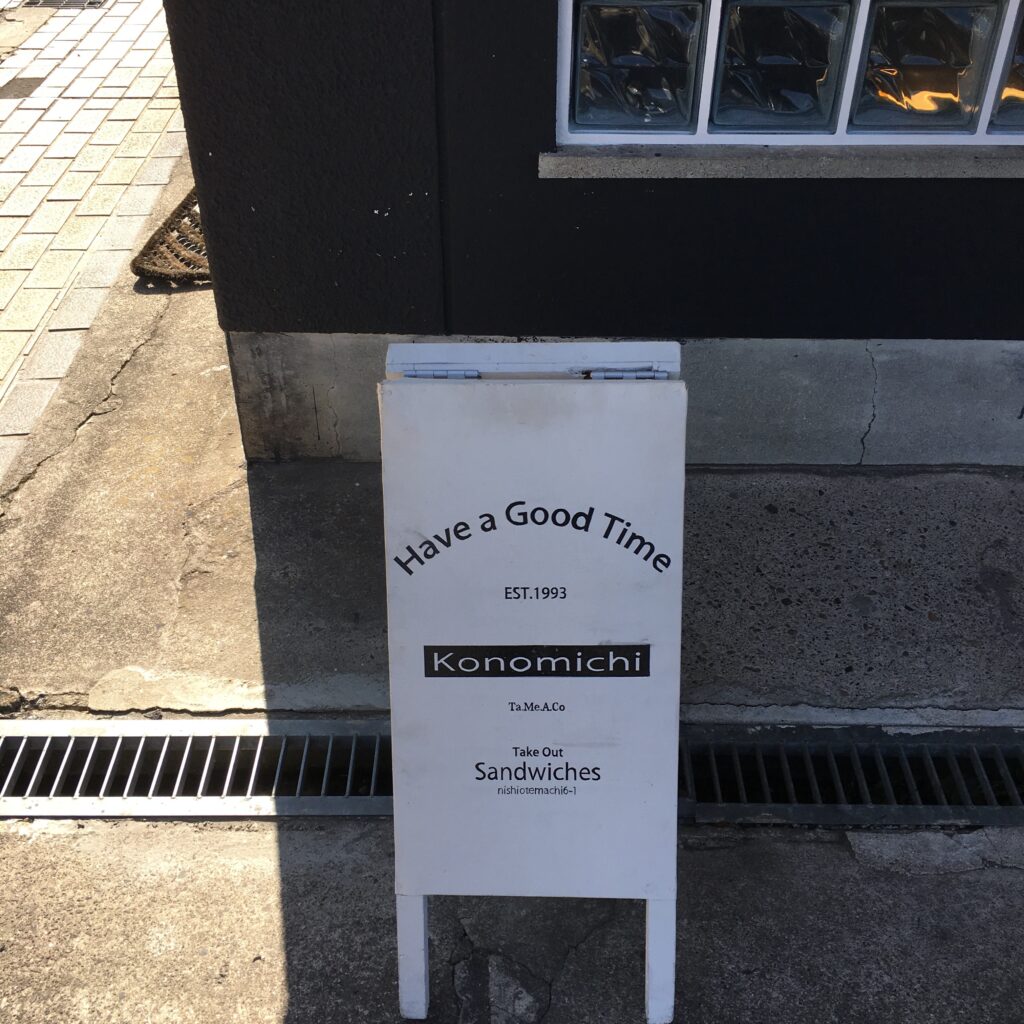 Have a Good Time
EST.1993
Konomichi
Ta.Me.A.Co
Take Out
Sandwiches
nishiotemachi6-1